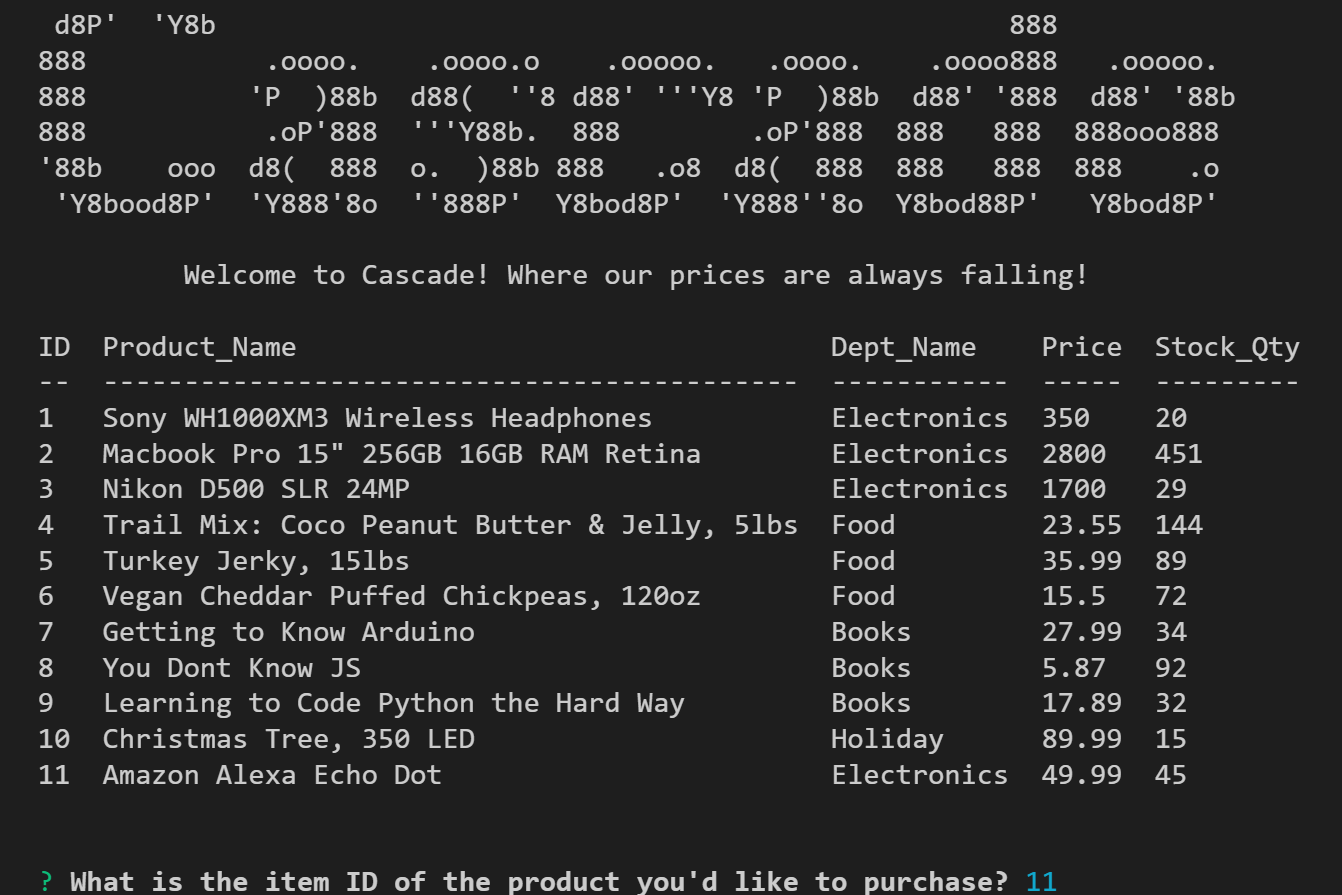 d8P'  'Y8b                                                 888
888           .oooo.    .oooo.o    .ooooo.   .oooo.    .oooo888   .ooooo.
888          'P  )88b  d88(  ''8 d88' '''Y8 'P  )88b  d88' '888  d88' '88b
888           .oP'888  '''Y88b.  888        .oP'888  888   888  888ooo888
'88b    ooo  d8(  888  o.  )88b 888   .o8  d8(  888  888   888  888    .o
 'Y8bood8P'  'Y888'8o  ''888P'  Y8bod8P'  'Y888''8o  Y8bod88P'   Y8bod8P'
Welcome to Cascade! Where our prices are always falling!
ID  Product_Name                                 Dept_Name    Price  Stock_Qty
--  -------------------------------------------  -----------  -----  ---------
1   Sony WH1000XM3 Wireless Headphones           Electronics  350    20
2   Macbook Pro 15" 256GB 16GB RAM Retina        Electronics  2800   451
3   Nikon D500 SLR 24MP                          Electronics  1700   29
4   Trail Mix: Coco Peanut Butter & Jelly, 5lbs  Food         23.55  144
5   Turkey Jerky, 15lbs                          Food         35.99  89
6   Vegan Cheddar Puffed Chickpeas, 120oz        Food         15.5   72
7   Getting to Know Arduino                      Books        27.99  34
8   You Dont Know JS                             Books        5.87   92
9   Learning to Code Python the Hard Way         Books        17.89  32
10  Christmas Tree, 350 LED                      Holiday      89.99  15
11  Amazon Alexa Echo Dot                        Electronics  49.99  45
? What is the item ID of the product you'd like to purchase? 11